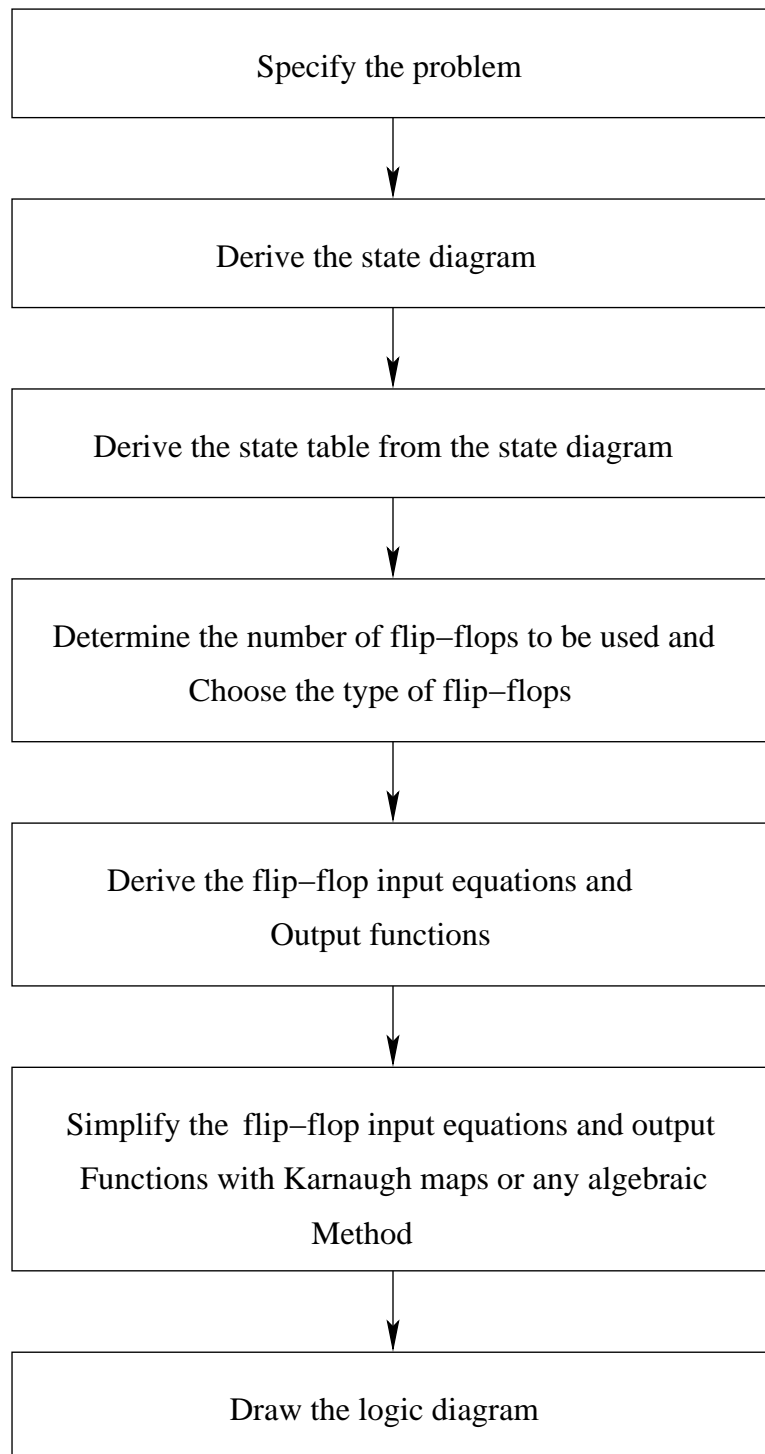 Specify the problem
Derive the state diagram
Derive the state table from the state diagram
Determine the number of flip−flops to be used and
Choose the type of flip−flops
Derive the flip−flop input equations and
Output functions
Simplify the flip−flop input equations and output
Functions with Karnaugh maps or any algebraic
Method
Draw the logic diagram